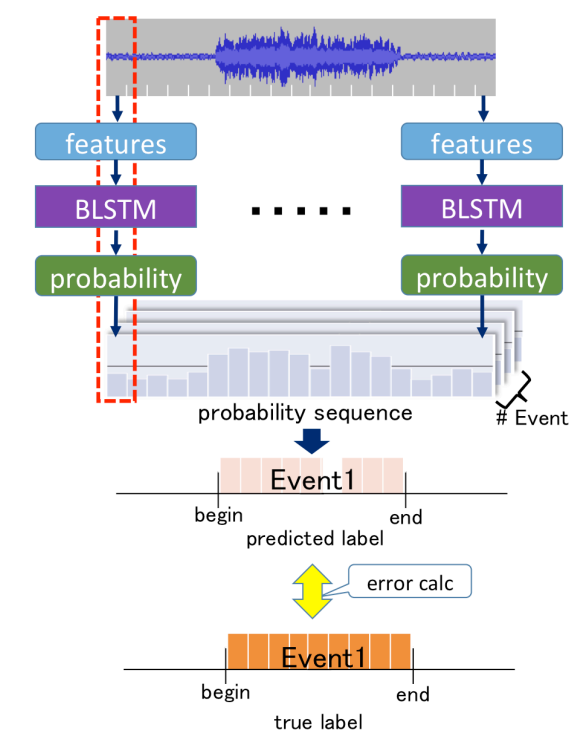 features
features
BLSTM
BLSTM
probability
probability
probability sequence
# Event
Event1
begin
end
predicted label
error calc
Event1
begin
end
true label